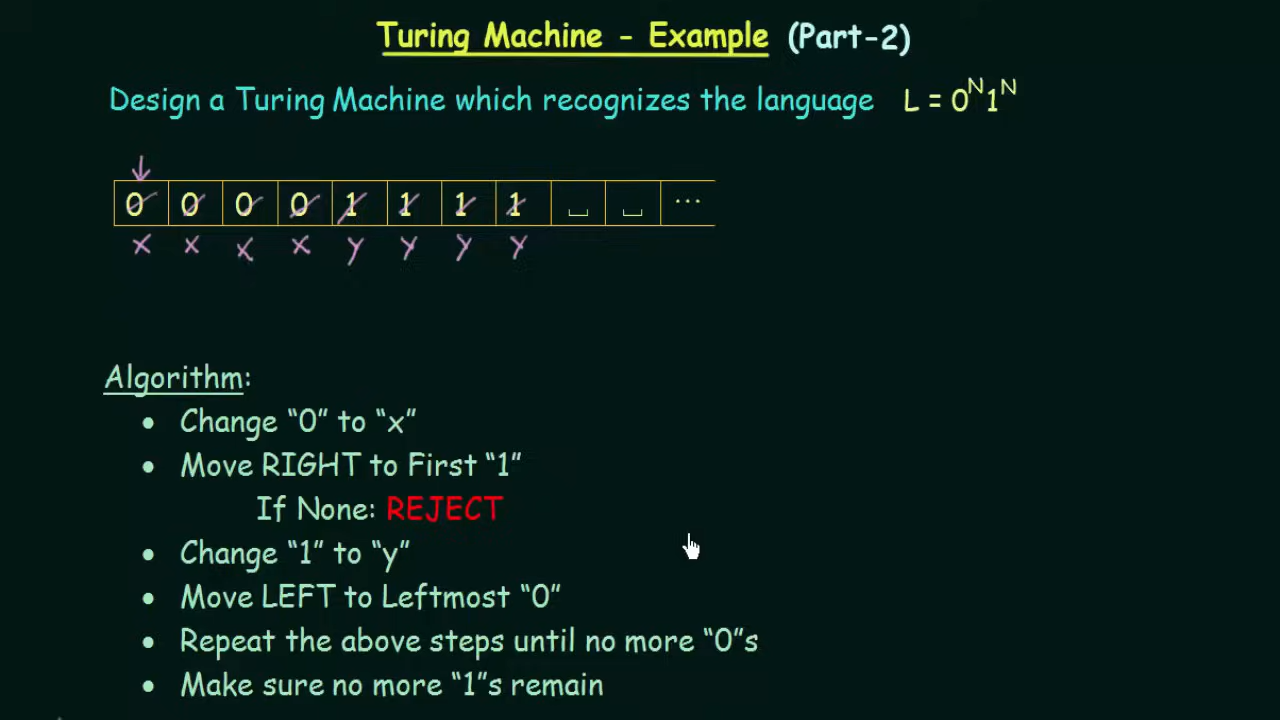 Turing Machine - Example (Part-2)
Design a Turing Machine which recognizes the language L = 0ᴺ1ᴺ
0 0 0 0 1 1 1 1 ␣ ␣ ...
x x x x y y y y
Algorithm:
• Change “0” to “x”
• Move RIGHT to First “1”
If None: REJECT
• Change “1” to “y”
• Move LEFT to Leftmost “0”
• Repeat the above steps until no more “0”s
• Make sure no more “1”s remain